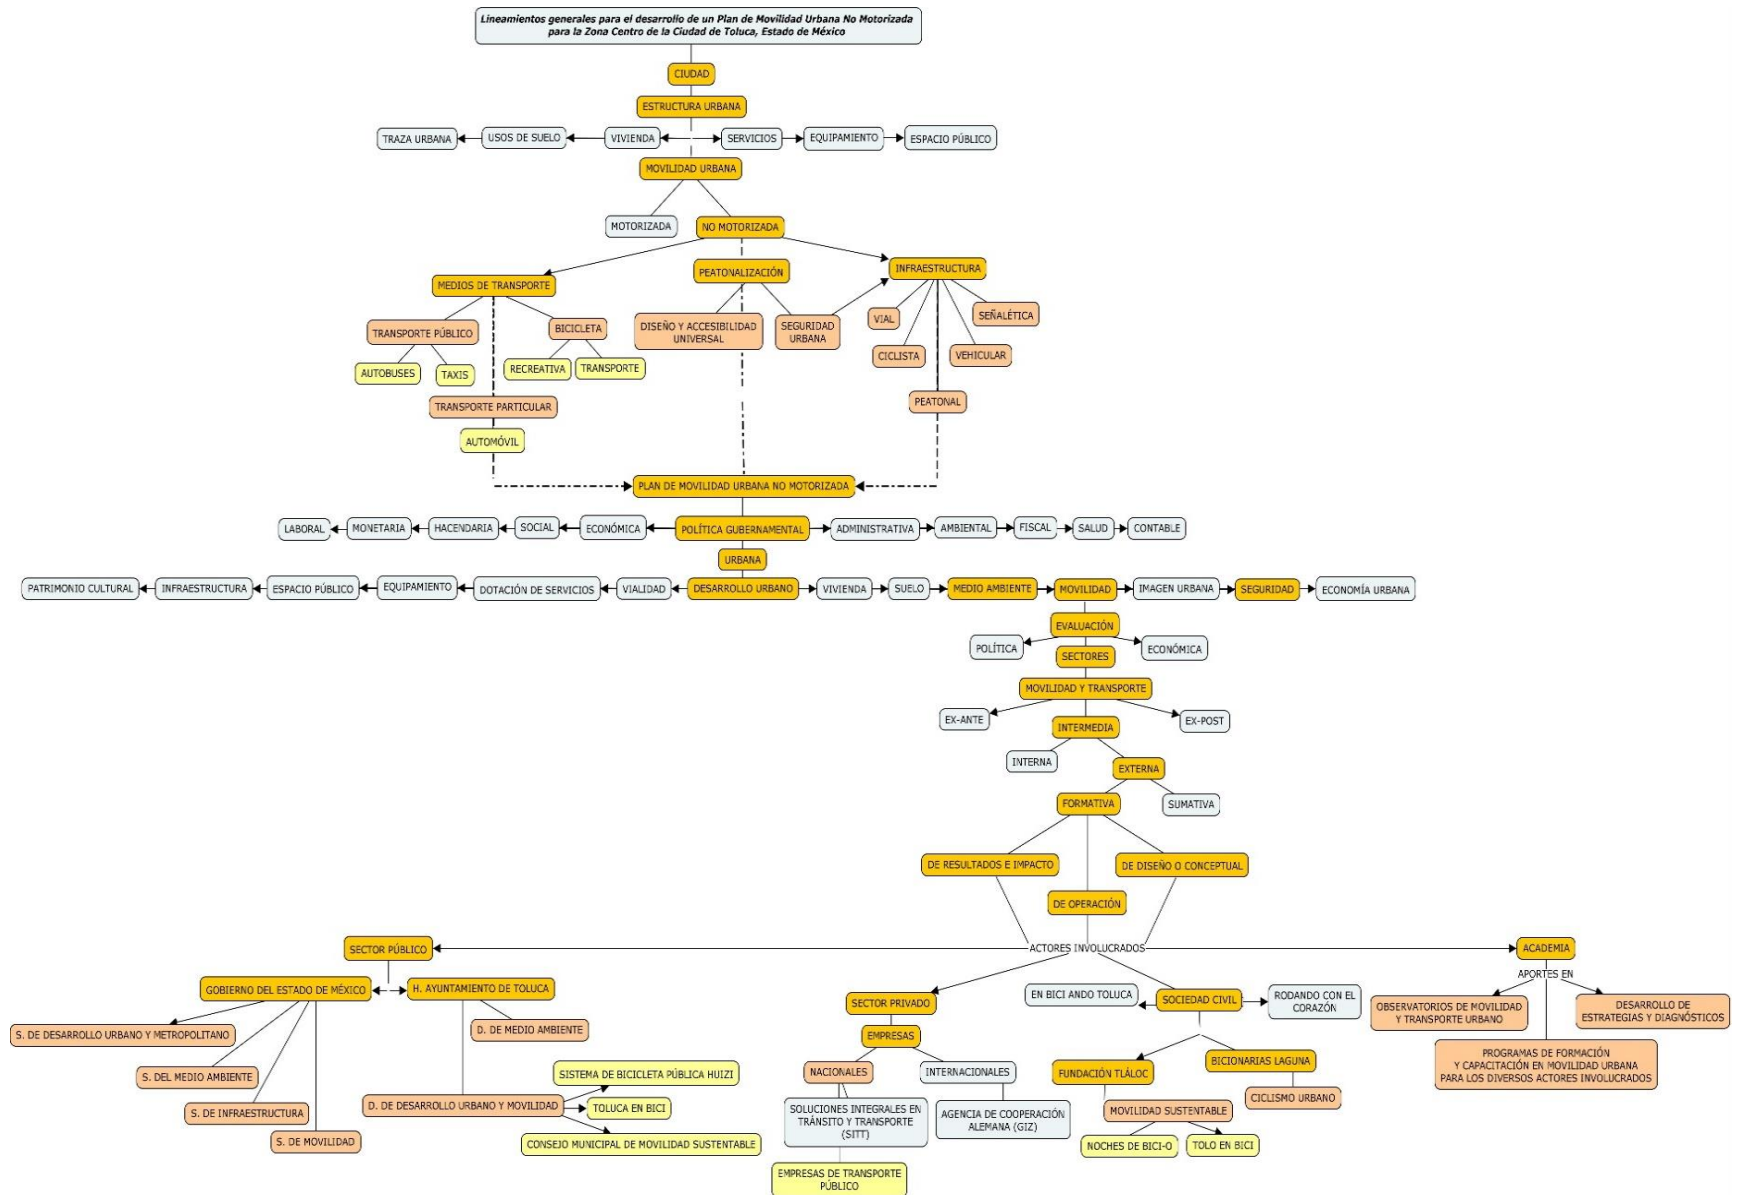 Lineamientos generales para el desarrollo de un Plan de Movilidad Urbana No Motorizada
para la Zona Centro de la Ciudad de Toluca, Estado de México
CIUDAD
ESTRUCTURA URBANA
TRAZA URBANA
USOS DE SUELO
VIVIENDA
SERVICIOS
EQUIPAMIENTO
ESPACIO PÚBLICO
MOVILIDAD URBANA
MOTORIZADA
NO MOTORIZADA
MEDIOS DE TRANSPORTE
PEATONALIZACIÓN
INFRAESTRUCTURA
TRANSPORTE PÚBLICO
BICICLETA
DISEÑO Y ACCESIBILIDAD
UNIVERSAL
SEGURIDAD
URBANA
VIAL
SEÑALÉTICA
CICLISTA
VEHICULAR
AUTOBUSES
TAXIS
RECREATIVA
TRANSPORTE
TRANSPORTE PARTICULAR
PEATONAL
AUTOMÓVIL
PLAN DE MOVILIDAD URBANA NO MOTORIZADA
LABORAL
MONETARIA
HACENDARIA
SOCIAL
ECONÓMICA
POLÍTICA GUBERNAMENTAL
ADMINISTRATIVA
AMBIENTAL
FISCAL
SALUD
CONTABLE
URBANA
PATRIMONIO CULTURAL
INFRAESTRUCTURA
ESPACIO PÚBLICO
EQUIPAMIENTO
DOTACIÓN DE SERVICIOS
VIALIDAD
DESARROLLO URBANO
VIVIENDA
SUELO
MEDIO AMBIENTE
MOVILIDAD
IMAGEN URBANA
SEGURIDAD
ECONOMÍA URBANA
EVALUACIÓN
POLÍTICA
ECONÓMICA
SECTORES
MOVILIDAD Y TRANSPORTE
EX-ANTE
EX-POST
INTERMEDIA
INTERNA
EXTERNA
FORMATIVA
SUMATIVA
DE RESULTADOS E IMPACTO
DE DISEÑO O CONCEPTUAL
DE OPERACIÓN
SECTOR PÚBLICO
ACTORES INVOLUCRADOS
ACADEMIA
GOBIERNO DEL ESTADO DE MÉXICO
H. AYUNTAMIENTO DE TOLUCA
S. DE DESARROLLO URBANO Y METROPOLITANO
D. DE MEDIO AMBIENTE
S. DEL MEDIO AMBIENTE
S. DE INFRAESTRUCTURA
S. DE MOVILIDAD
D. DE DESARROLLO URBANO Y MOVILIDAD
SISTEMA DE BICICLETA PÚBLICA HUIZI
TOLUCA EN BICI
CONSEJO MUNICIPAL DE MOVILIDAD SUSTENTABLE
SECTOR PRIVADO
EMPRESAS
NACIONALES
INTERNACIONALES
SOLUCIONES INTEGRALES EN
TRÁNSITO Y TRANSPORTE
(SITT)
AGENCIA DE COOPERACIÓN
ALEMANA (GIZ)
EMPRESAS DE TRANSPORTE
PÚBLICO
EN BICI ANDO TOLUCA
SOCIEDAD CIVIL
RODANDO CON EL
CORAZÓN
FUNDACIÓN TLÁLOC
BICIONARIAS LAGUNA
MOVILIDAD SUSTENTABLE
CICLISMO URBANO
NOCHES DE BICI-O
TOLO EN BICI
APORTES EN
OBSERVATORIOS DE MOVILIDAD
Y TRANSPORTE URBANO
DESARROLLO DE
ESTRATEGIAS Y DIAGNÓSTICOS
PROGRAMAS DE FORMACIÓN
Y CAPACITACIÓN EN MOVILIDAD URBANA
PARA LOS DIVERSOS ACTORES INVOLUCRADOS